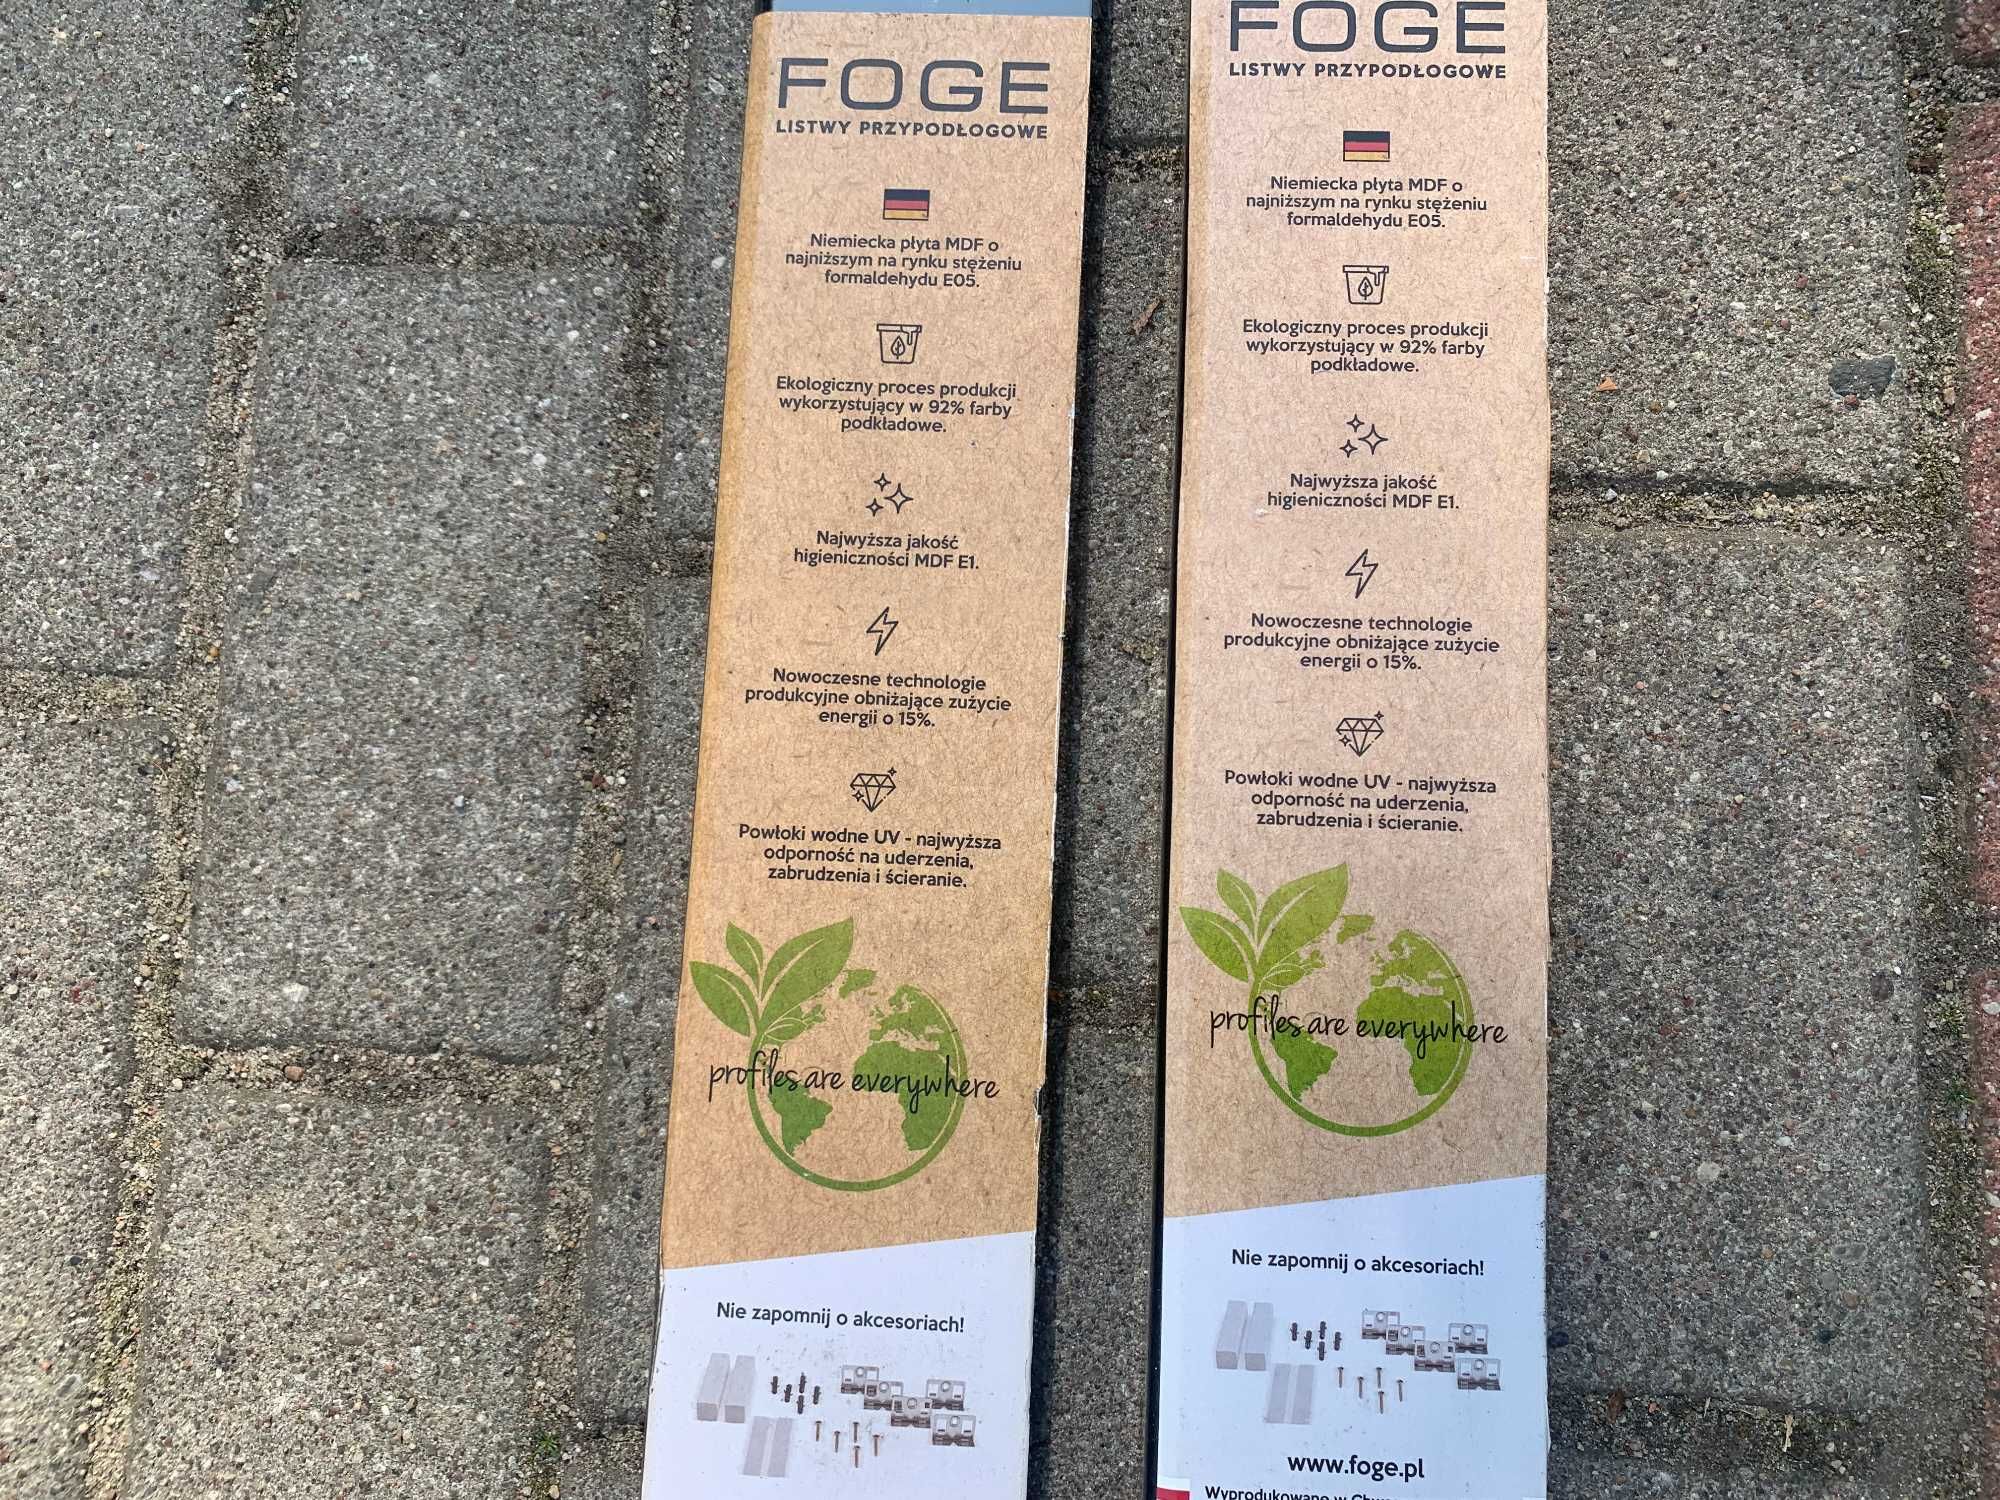 FOGE
LISTWY PRZYPODŁOGOWE
Niemiecka płyta MDF o
najniższym na rynku stężeniu
formaldehydu E05.
Ekologiczny proces produkcji
wykorzystujący w 92% farby
podkładowe.
Najwyższa jakość
higieniczności MDF E1.
Nowoczesne technologie
produkcyjne obniżające zużycie
energii o 15%.
Powłoki wodne UV - najwyższa
odporność na uderzenia,
zabrudzenia i ścieranie.
profiles are everywhere
Nie zapomnij o akcesoriach!
FOGE
LISTWY PRZYPODŁOGOWE
Niemiecka płyta MDF o
najniższym na rynku stężeniu
formaldehydu E05.
Ekologiczny proces produkcji
wykorzystujący w 92% farby
podkładowe.
Najwyższa jakość
higieniczności MDF E1.
Nowoczesne technologie
produkcyjne obniżające zużycie
energii o 15%.
Powłoki wodne UV - najwyższa
odporność na uderzenia,
zabrudzenia i ścieranie.
profiles are everywhere
Nie zapomnij o akcesoriach!
www.foge.pl
Wyprodukowano w